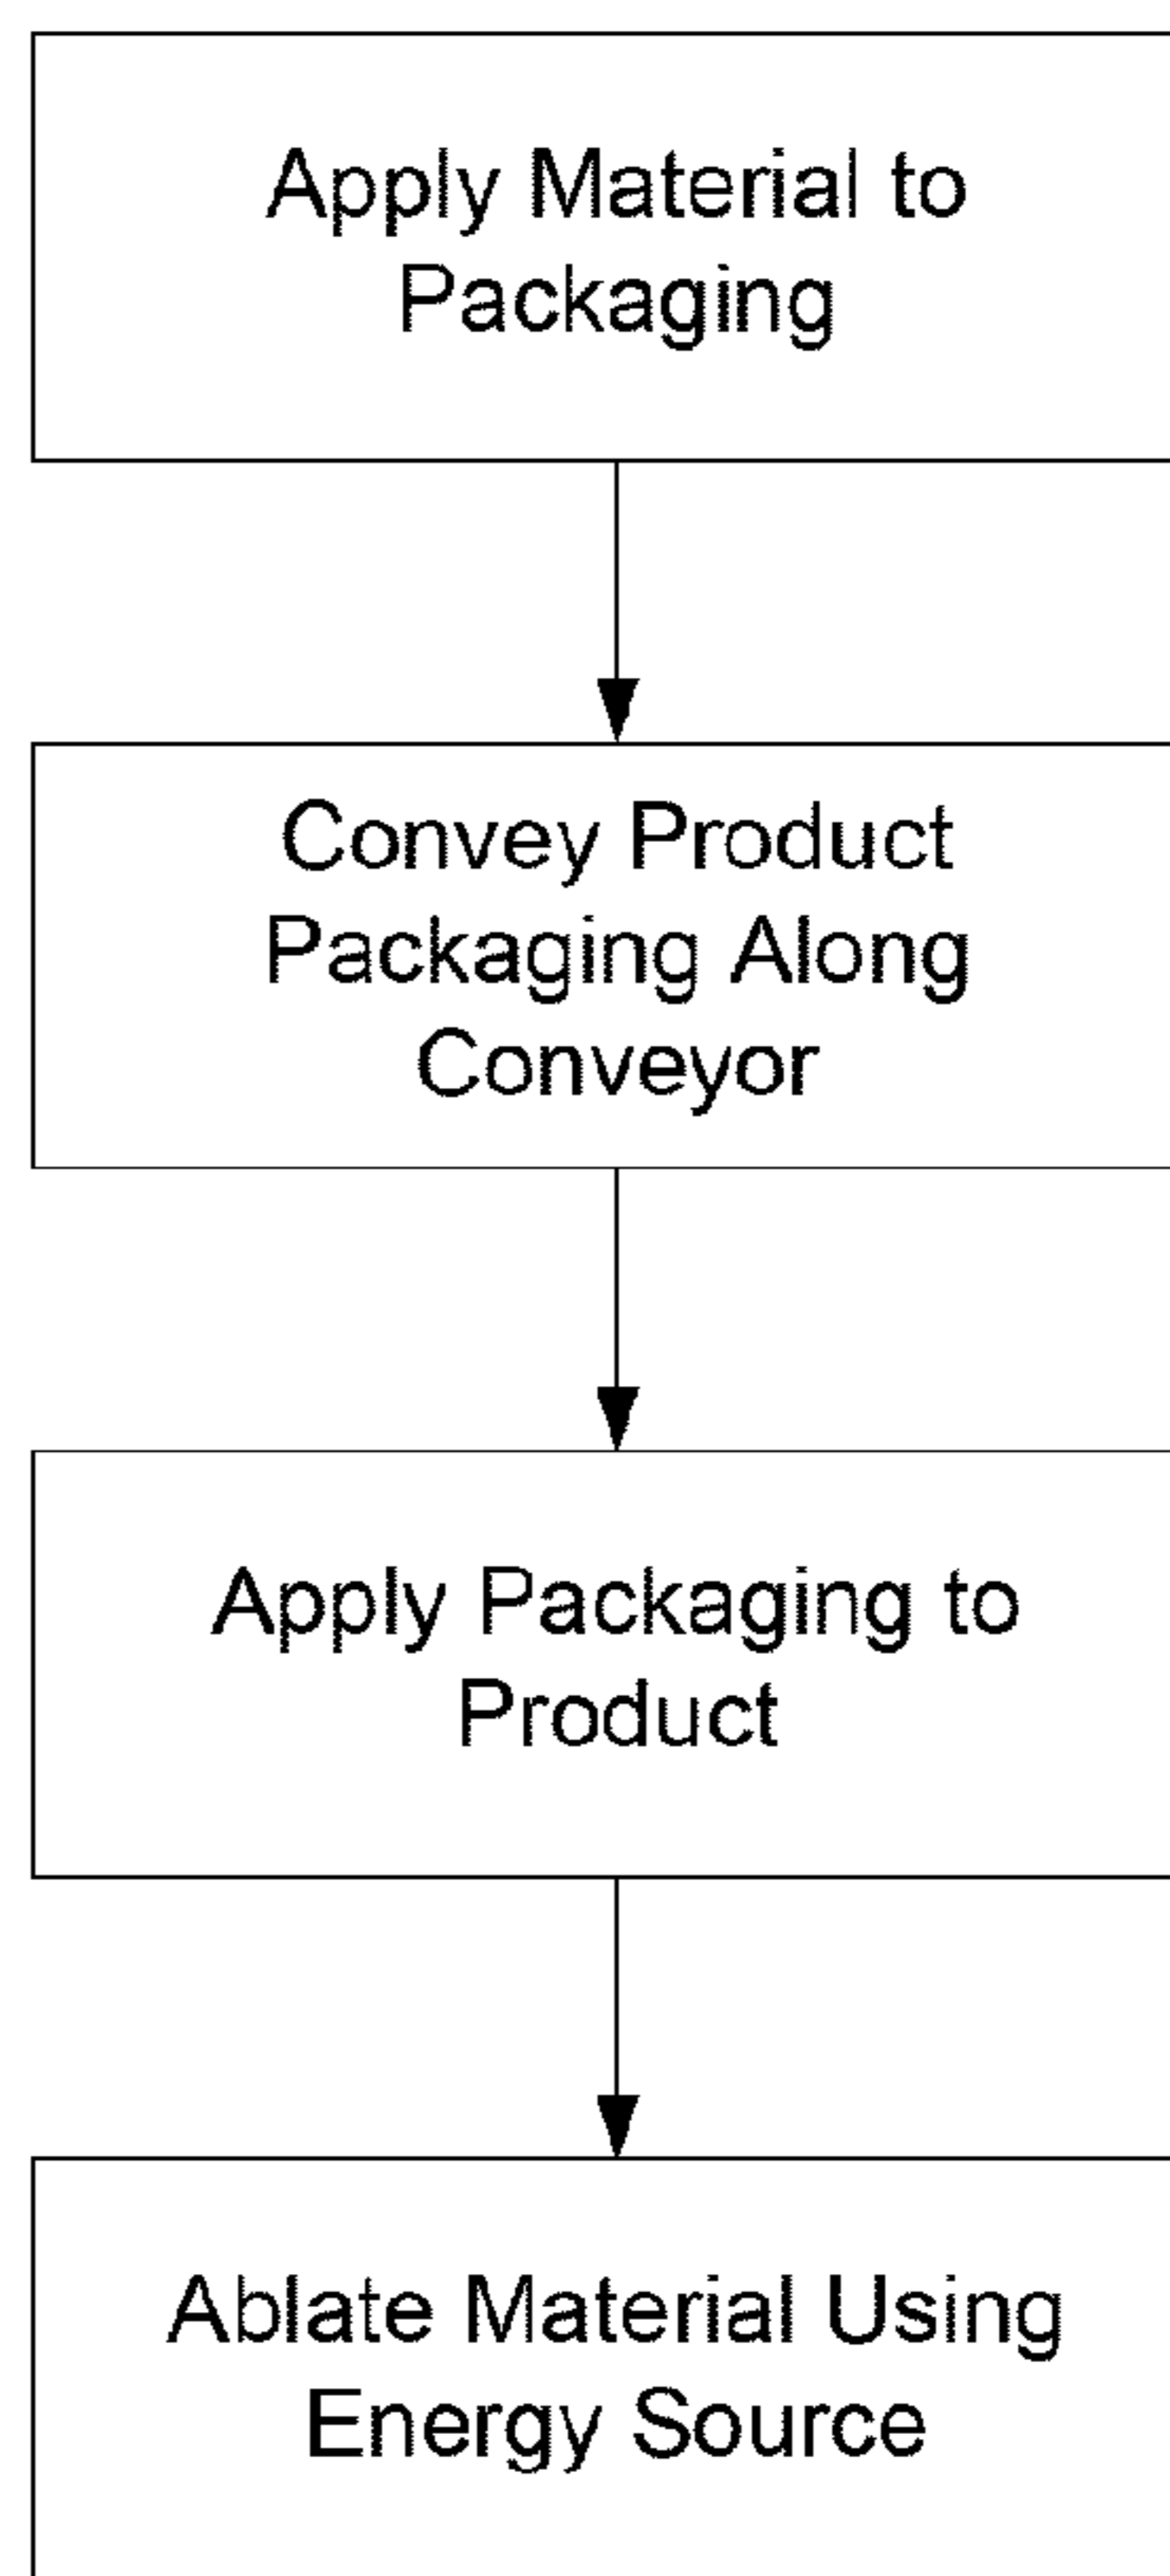 Apply Material to
Packaging
Convey Product
Packaging Along
Conveyor
Apply Packaging to
Product
Ablate Material Using
Energy Source